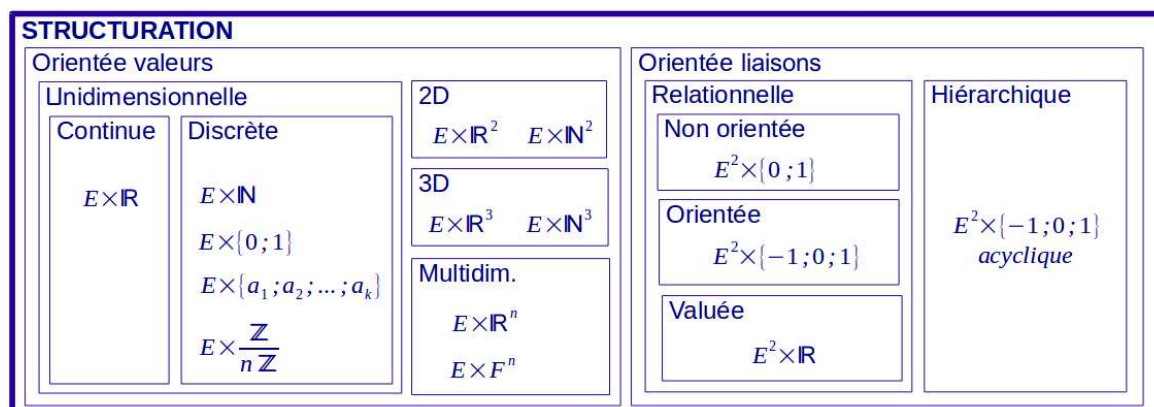 STRUCTURATION
Orientée valeurs
Unidimensionnelle
Continue
E×ℝ
Discrète
E×ℕ
E×{0;1}
E×{a₁;a₂;...;aₖ}
E×ℤ/nℤ
2D
E×ℝ² E×ℕ²
3D
E×ℝ³ E×ℕ³
Multidim.
E×ℝⁿ
E×Fⁿ
Orientée liaisons
Relationnelle
Non orientée
E²×{0;1}
Orientée
E²×{−1;0;1}
Valuée
E²×ℝ
Hiérarchique
E²×{−1;0;1}
acyclique